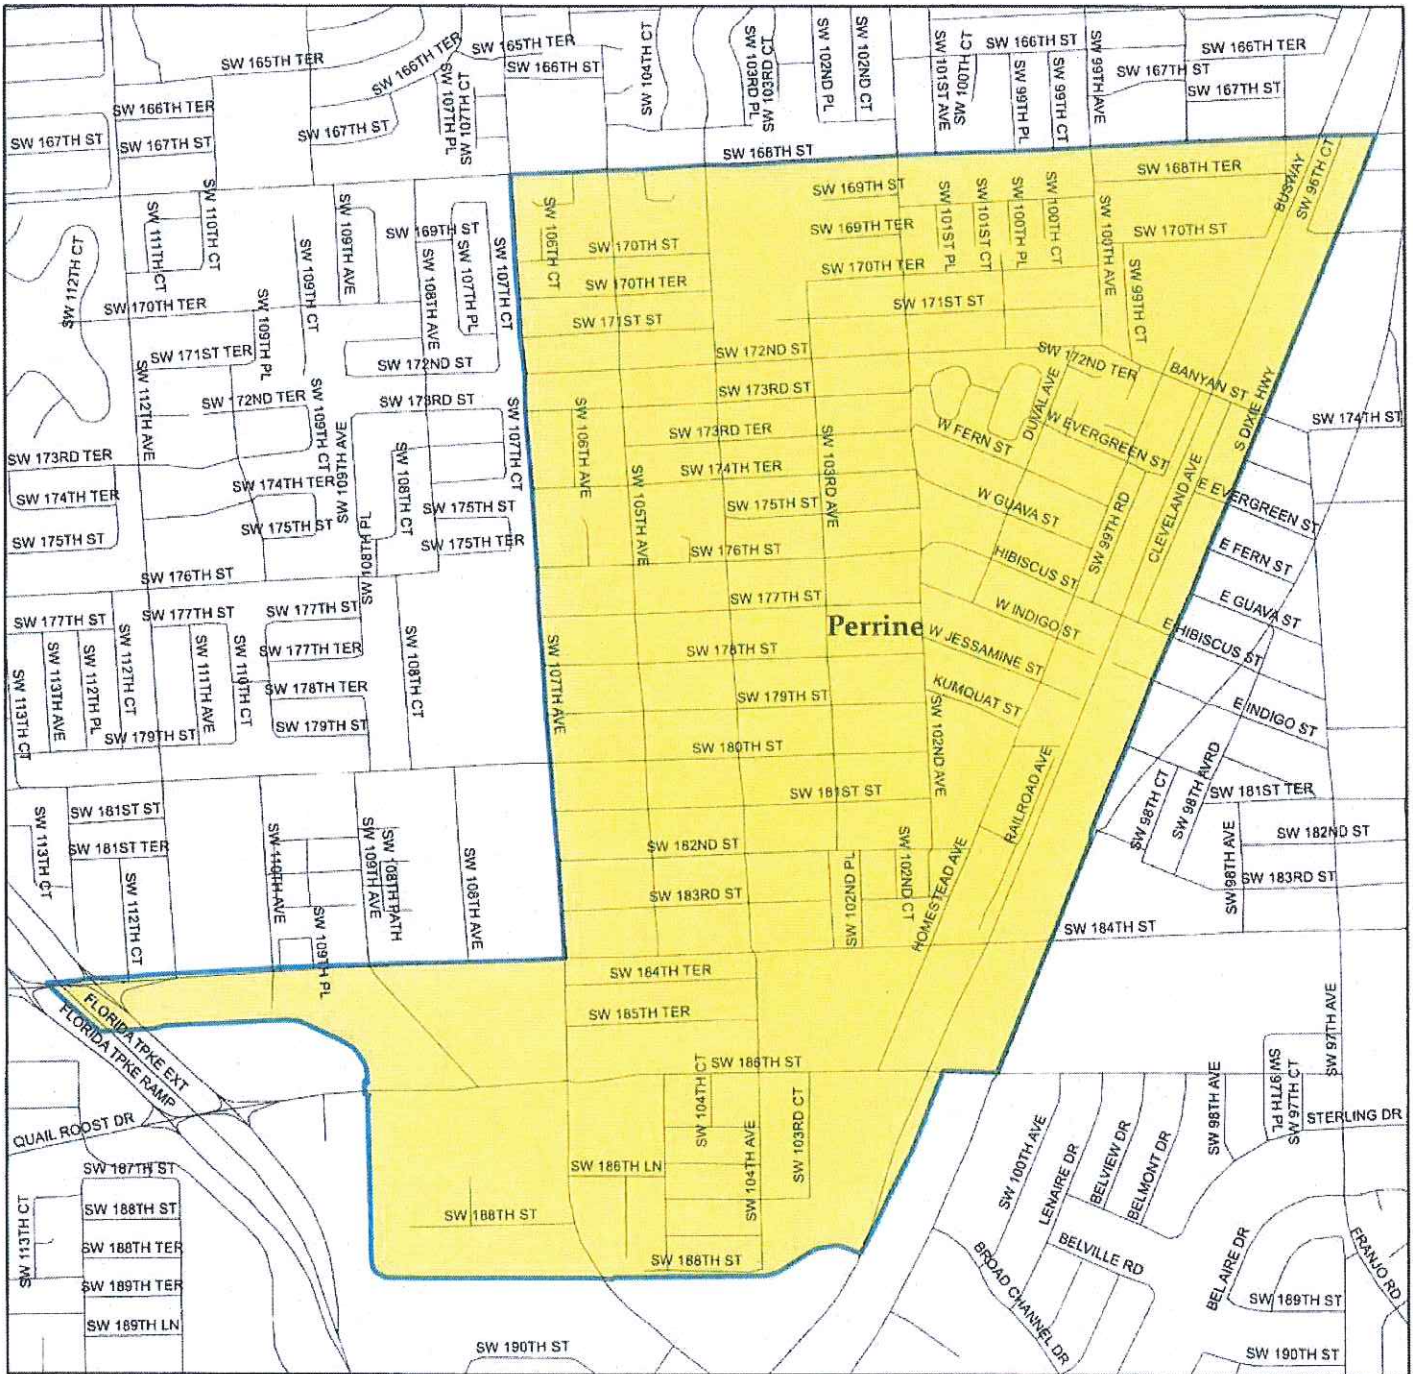 SW 165TH TER
SW 166TH TER
SW 165TH TER
SW 166TH ST
SW 104TH CT
SW 103RD PL
SW 103RD CT
SW 102ND PL
SW 102ND CT
SW 101ST AVE
SW 100TH CT
SW 166TH ST
SW 99TH PL
SW 99TH CT
SW 99TH AVE
SW 166TH TER
SW 167TH ST
SW 167TH ST
SW 166TH TER
SW 167TH ST
SW 167TH ST
SW 167TH ST
SW 107TH PL
SW 107TH CT
SW 168TH ST
SW 168TH TER
BUSWAY
SW 96TH CT
SW 112TH CT
SW 111TH CT
SW 110TH CT
SW 109TH CT
SW 109TH AVE
SW 169TH ST
SW 108TH AVE
SW 107TH PL
SW 107TH CT
SW 106TH CT
SW 170TH ST
SW 170TH TER
SW 171ST ST
SW 169TH ST
SW 169TH TER
SW 170TH TER
SW 171ST ST
SW 101ST PL
SW 101ST CT
SW 100TH PL
SW 100TH CT
SW 100TH AVE
SW 99TH CT
SW 170TH ST
SW 170TH TER
SW 171ST TER
SW 109TH PL
SW 172ND ST
SW 172ND TER
SW 173RD ST
SW 112TH AVE
SW 109TH CT
SW 109TH AVE
SW 108TH CT
SW 107TH CT
SW 172ND ST
SW 173RD ST
SW 173RD TER
SW 174TH TER
SW 175TH ST
SW 176TH ST
SW 177TH ST
SW 106TH AVE
SW 105TH AVE
SW 103RD AVE
SW 172ND TER
DUVAL AVE
BANYAN ST
S DIXIE HWY
SW 174TH ST
W FERN ST
W EVERGREEN ST
W GUAVA ST
SW 99TH RD
CLEVELAND AVE
E EVERGREEN ST
E FERN ST
E GUAVA ST
HIBISCUS ST
W INDIGO ST
W JESSAMINE ST
KUMQUAT ST
E HIBISCUS ST
E INDIGO ST
SW 173RD TER
SW 174TH TER
SW 175TH ST
SW 174TH TER
SW 175TH ST
SW 175TH ST
SW 175TH TER
SW 108TH PL
SW 176TH ST
SW 177TH ST
SW 177TH ST
SW 177TH ST
SW 177TH TER
SW 178TH TER
SW 179TH ST
SW 179TH ST
SW 113TH CT
SW 113TH AVE
SW 112TH PL
SW 112TH CT
SW 111TH AVE
SW 110TH CT
SW 108TH CT
SW 107TH AVE
Perrine
SW 178TH ST
SW 179TH ST
SW 180TH ST
SW 181ST ST
SW 182ND ST
SW 183RD ST
SW 102ND AVE
SW 102ND PL
SW 102ND CT
HOMESTEAD AVE
RAILROAD AVE
SW 98TH CT
SW 98TH AVRD
SW 181ST TER
SW 182ND ST
SW 183RD ST
SW 98TH AVE
SW 184TH ST
SW 113TH CT
SW 181ST ST
SW 181ST TER
SW 112TH CT
SW 110TH AVE
SW 109TH PL
SW 109TH AVE
SW 108TH PATH
SW 108TH AVE
SW 184TH TER
SW 185TH TER
SW 186TH ST
SW 104TH CT
SW 104TH AVE
SW 103RD CT
SW 186TH LN
SW 188TH ST
SW 188TH ST
FLORIDA TPKE EXT
FLORIDA TPKE RAMP
QUAIL ROOST DR
SW 187TH ST
SW 188TH ST
SW 188TH TER
SW 189TH TER
SW 189TH LN
SW 113TH CT
SW 190TH ST
SW 97TH AVE
SW 97TH PL
SW 97TH CT
SW 98TH AVE
STERLING DR
SW 100TH AVE
LENAIRE DR
BELVIEW DR
BELMONT DR
BELVILLE RD
BROAD CHANNEL DR
BEL AIRE DR
FRANJO RD
SW 189TH ST
SW 190TH ST